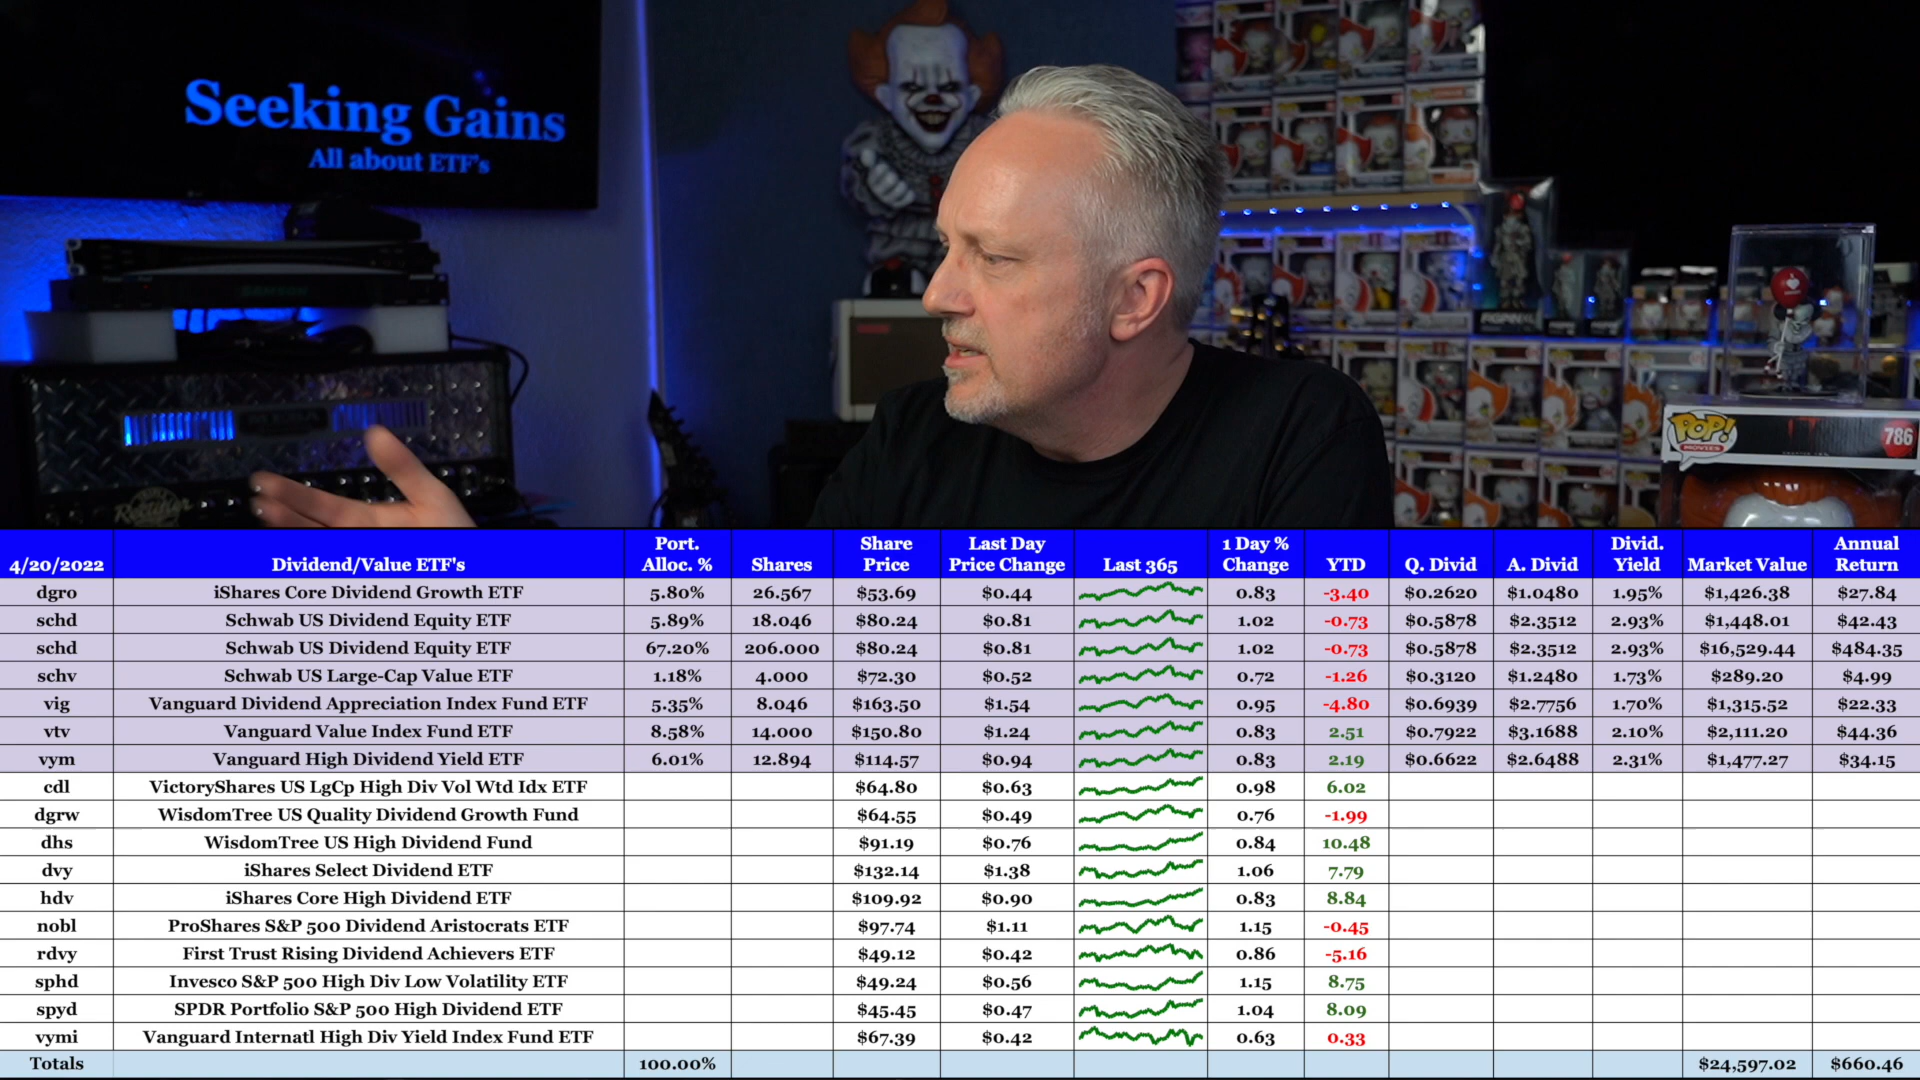 Seeking Gains
All about ETF's
SAMSON
Rectifier
FIGPIN
POP!
MOVIES
IT
786
4/20/2022 Dividend/Value ETF's Port. Alloc. % Shares Share Price Last Day Price Change Last 365 1 Day % Change YTD Q. Divid A. Divid Divid. Yield Market Value Annual Return
dgro iShares Core Dividend Growth ETF 5.80% 26.567 $53.69 $0.44 0.83 -3.40 $0.2620 $1.0480 1.95% $1,426.38 $27.84
schd Schwab US Dividend Equity ETF 5.89% 18.046 $80.24 $0.81 1.02 -0.73 $0.5878 $2.3512 2.93% $1,448.01 $42.43
schd Schwab US Dividend Equity ETF 67.20% 206.000 $80.24 $0.81 1.02 -0.73 $0.5878 $2.3512 2.93% $16,529.44 $484.35
schv Schwab US Large-Cap Value ETF 1.18% 4.000 $72.30 $0.52 0.72 -1.26 $0.3120 $1.2480 1.73% $289.20 $4.99
vig Vanguard Dividend Appreciation Index Fund ETF 5.35% 8.046 $163.50 $1.54 0.95 -4.80 $0.6939 $2.7756 1.70% $1,315.52 $22.33
vtv Vanguard Value Index Fund ETF 8.58% 14.000 $150.80 $1.24 0.83 2.51 $0.7922 $3.1688 2.10% $2,111.20 $44.36
vym Vanguard High Dividend Yield ETF 6.01% 12.894 $114.57 $0.94 0.83 2.19 $0.6622 $2.6488 2.31% $1,477.27 $34.15
cdl VictoryShares US LgCp High Div Vol Wtd Idx ETF $64.80 $0.63 0.98 6.02
dgrw WisdomTree US Quality Dividend Growth Fund $64.55 $0.49 0.76 -1.99
dhs WisdomTree US High Dividend Fund $91.19 $0.76 0.84 10.48
dvy iShares Select Dividend ETF $132.14 $1.38 1.06 7.79
hdv iShares Core High Dividend ETF $109.92 $0.90 0.83 8.84
nobl ProShares S&P 500 Dividend Aristocrats ETF $97.74 $1.11 1.15 -0.45
rdvy First Trust Rising Dividend Achievers ETF $49.12 $0.42 0.86 -5.16
sphd Invesco S&P 500 High Div Low Volatility ETF $49.24 $0.56 1.15 8.75
spyd SPDR Portfolio S&P 500 High Dividend ETF $45.45 $0.47 1.04 8.09
vymi Vanguard Internatl High Div Yield Index Fund ETF $67.39 $0.42 0.63 0.33
Totals 100.00% $24,597.02 $660.46